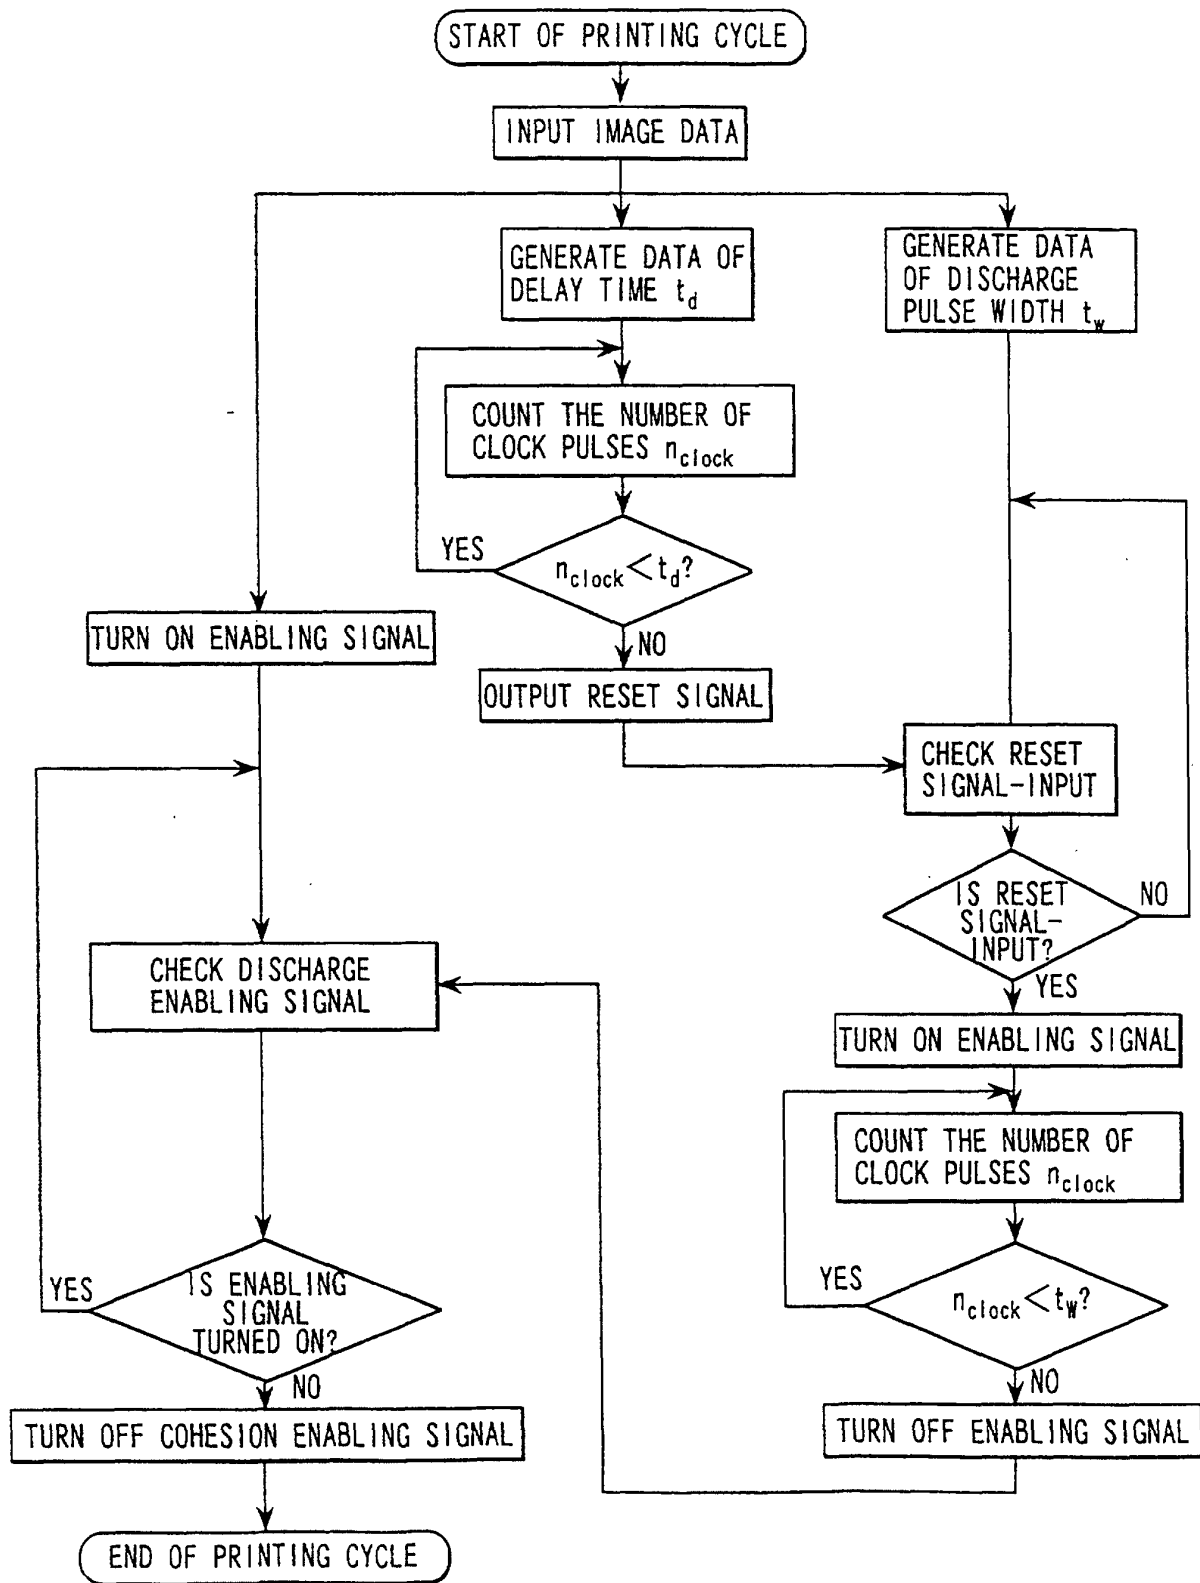 START OF PRINTING CYCLE
INPUT IMAGE DATA
GENERATE DATA OF
DELAY TIME t_d
GENERATE DATA
OF DISCHARGE
PULSE WIDTH t_w
COUNT THE NUMBER OF
CLOCK PULSES n_clock
YES
n_clock < t_d?
NO
TURN ON ENABLING SIGNAL
OUTPUT RESET SIGNAL
CHECK RESET
SIGNAL-INPUT
IS RESET
SIGNAL-
INPUT?
NO
YES
CHECK DISCHARGE
ENABLING SIGNAL
TURN ON ENABLING SIGNAL
COUNT THE NUMBER OF
CLOCK PULSES n_clock
YES
n_clock < t_W?
NO
YES
IS ENABLING
SIGNAL
TURNED ON?
NO
TURN OFF COHESION ENABLING SIGNAL
TURN OFF ENABLING SIGNAL
END OF PRINTING CYCLE